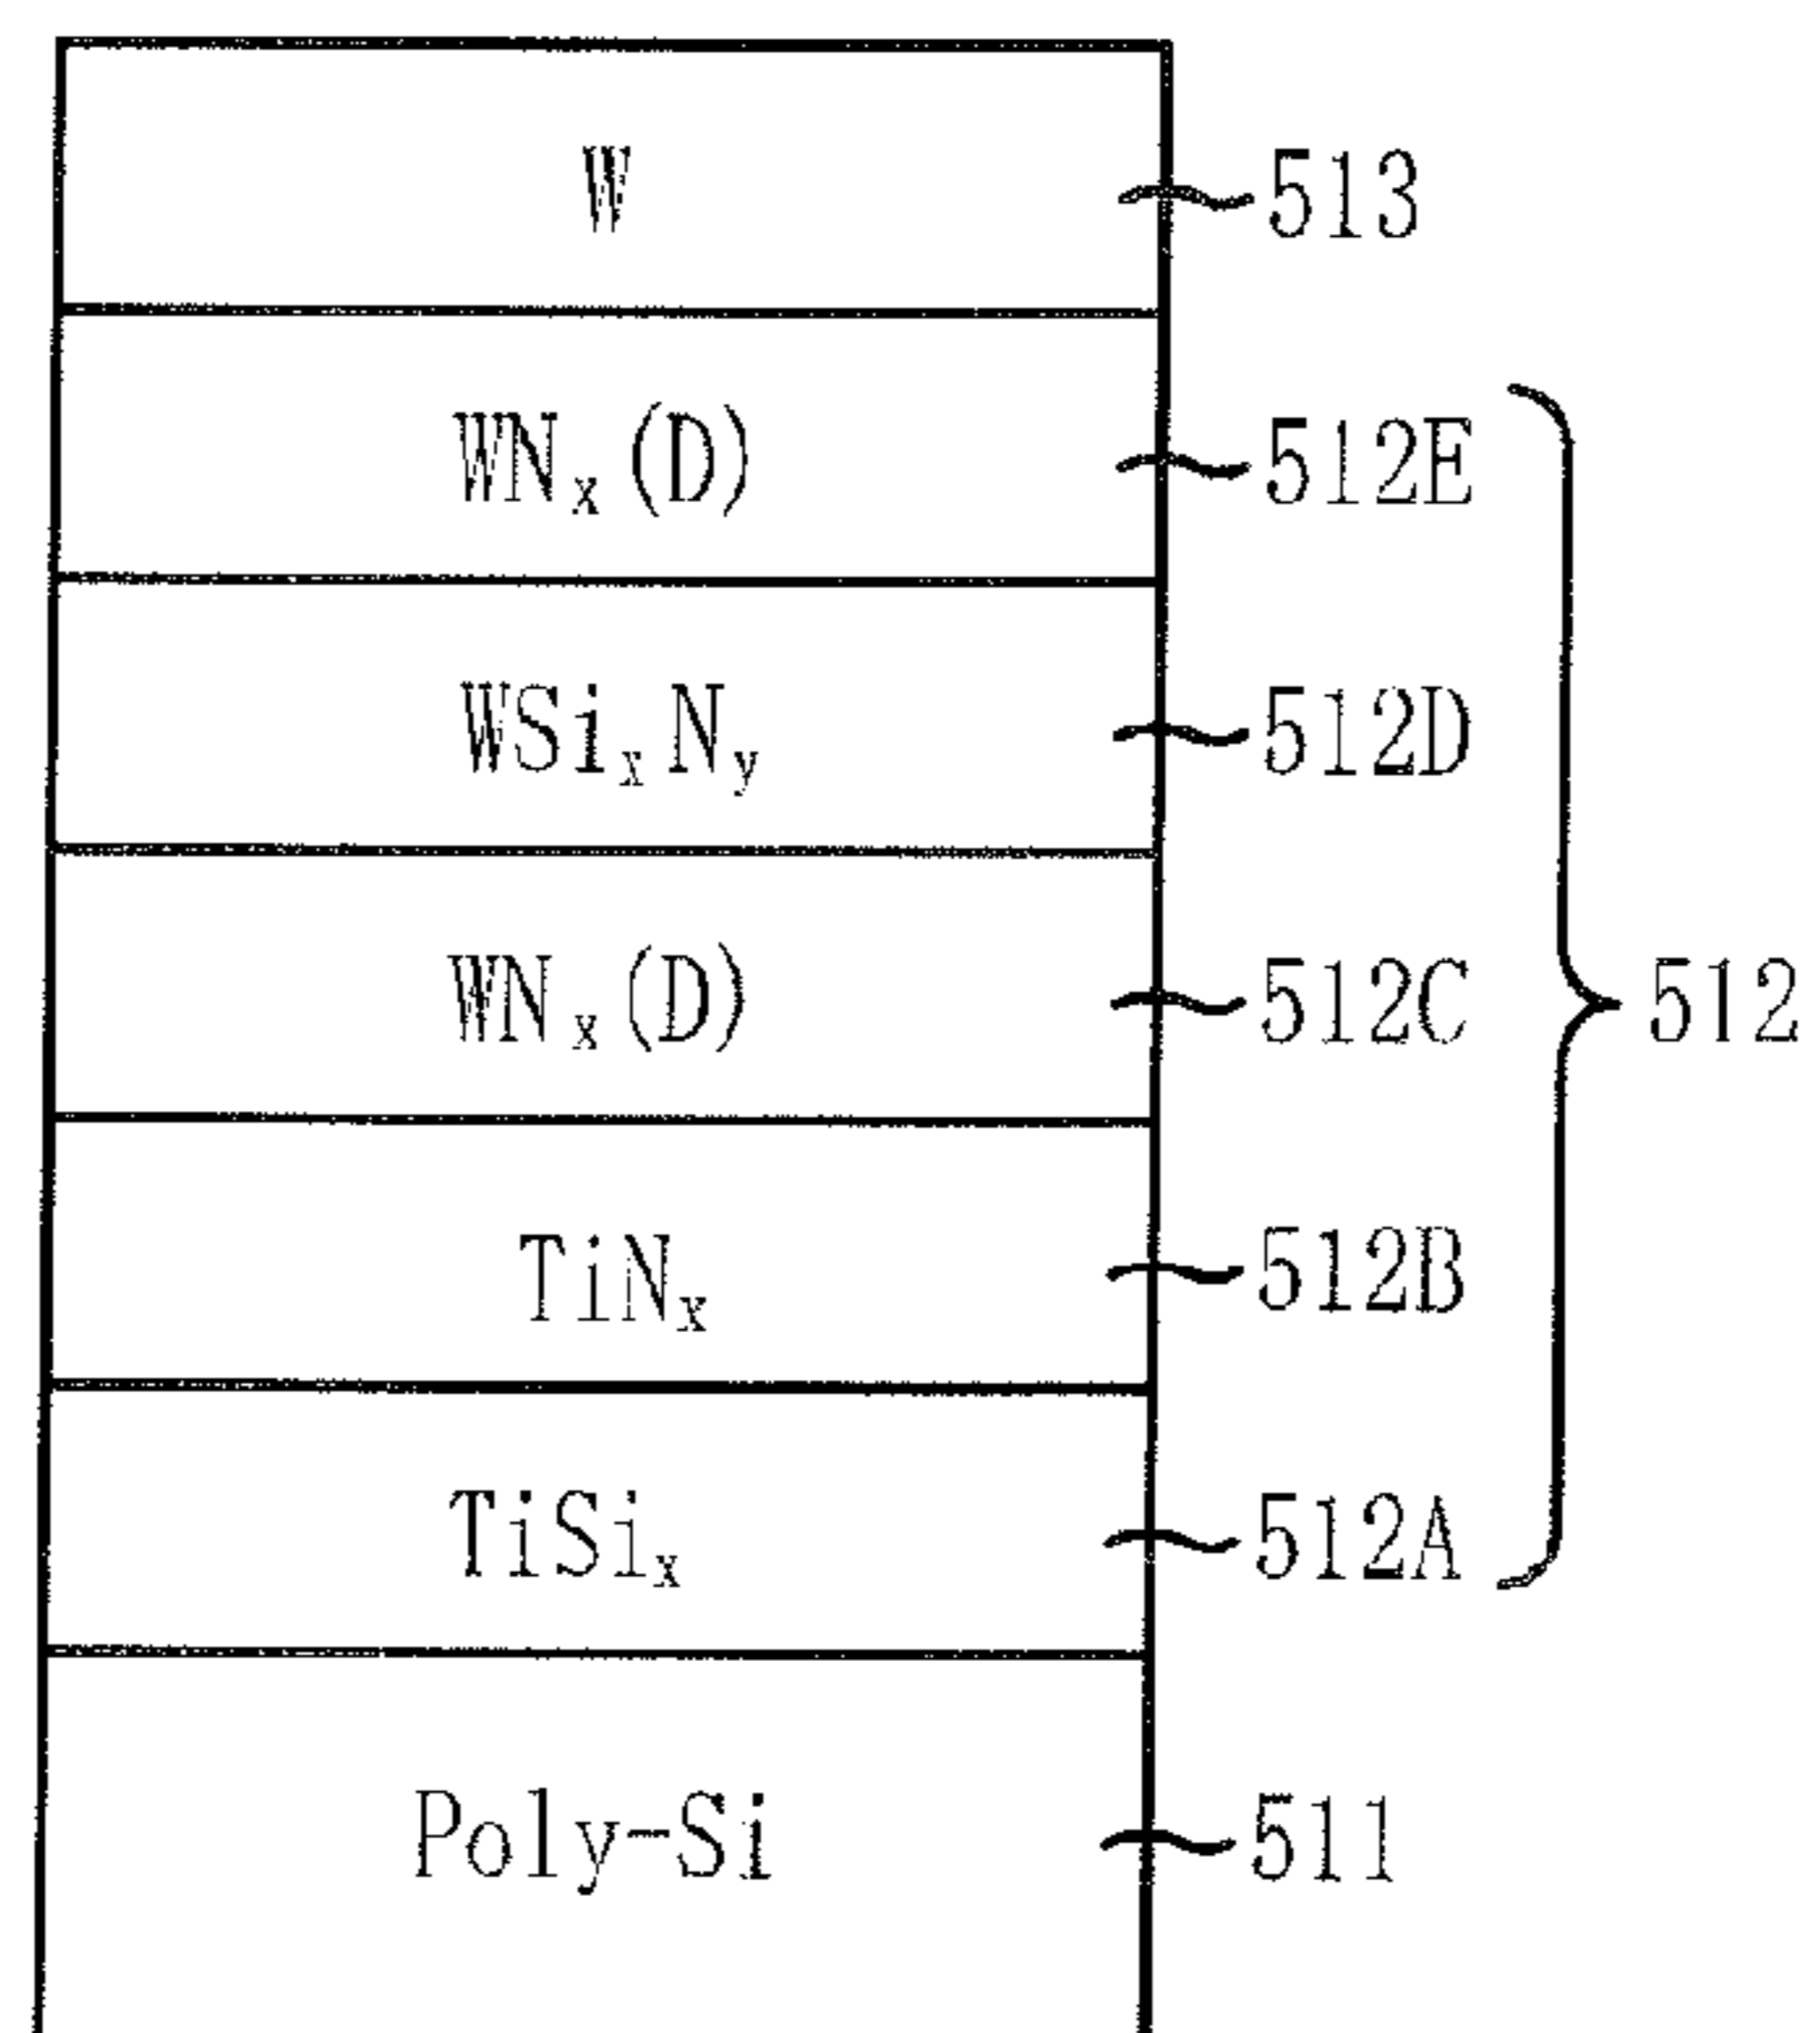 W 513
WNx (D) 512E
WSixNy 512D
WNx (D) 512C
512
TiNx 512B
TiSix 512A
Poly-Si 511